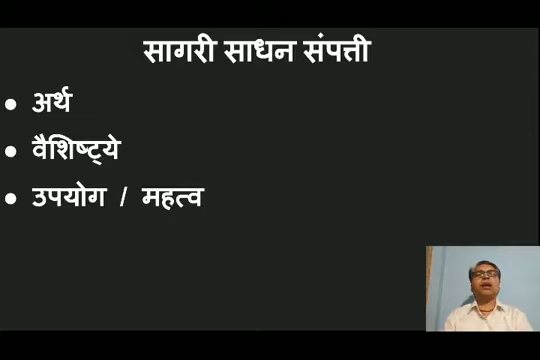 सागरी साधन संपत्ती
● अर्थ
● वैशिष्ट्ये
● उपयोग / महत्व